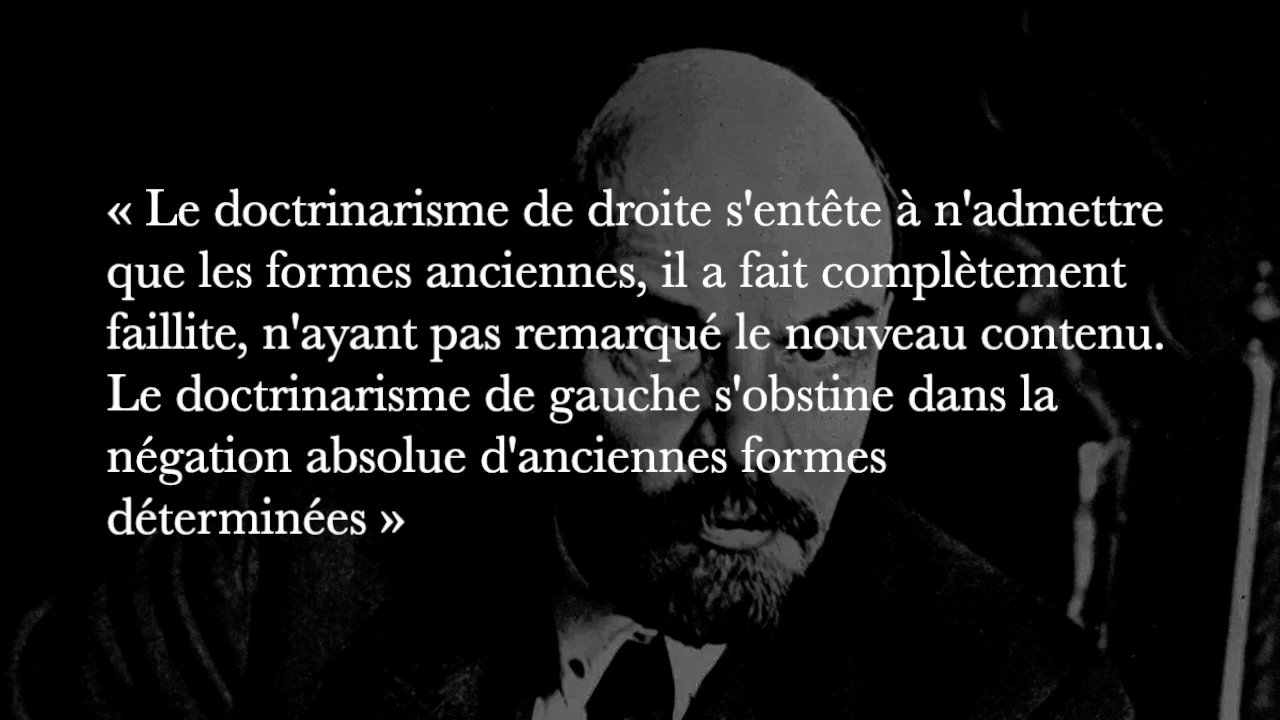 « Le doctrinarisme de droite s'entête à n'admettre
que les formes anciennes, il a fait complètement
faillite, n'ayant pas remarqué le nouveau contenu.
Le doctrinarisme de gauche s'obstine dans la
négation absolue d'anciennes formes
déterminées »